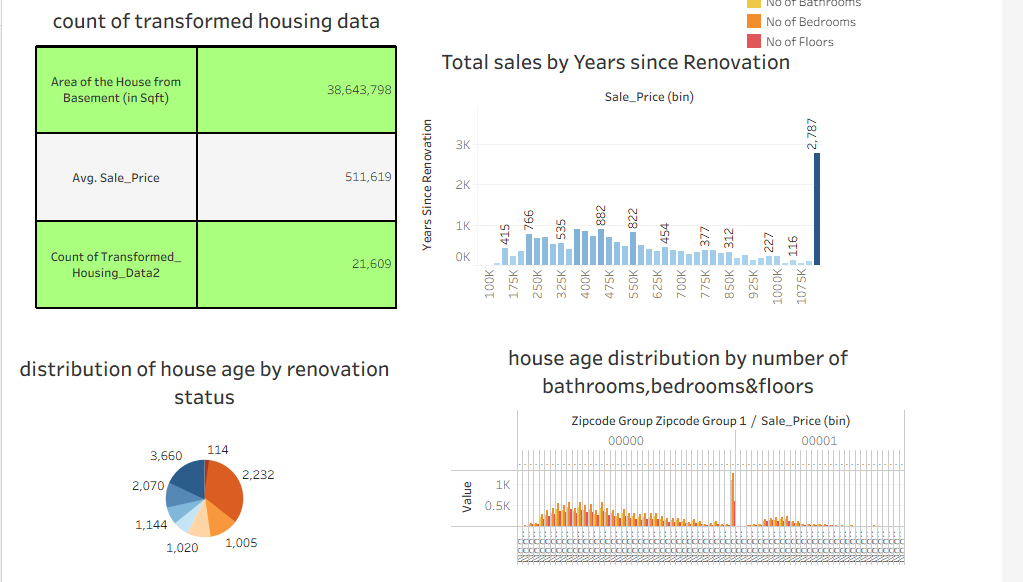 No of Bathrooms
No of Bedrooms
No of Floors
count of transformed housing data
Area of the House from
Basement (in Sqft)
38,643,798
Avg. Sale_Price
511,619
Count of Transformed_
Housing_Data2
21,609
Total sales by Years since Renovation
Sale_Price (bin)
Years Since Renovation
3K
2K
1K
0K
415
766
535
882
822
454
377
312
227
116
2,787
100K
175K
250K
325K
400K
475K
550K
625K
700K
775K
850K
925K
1000K
1075K
distribution of house age by renovation
status
3,660
114
2,232
2,070
1,144
1,020
1,005
house age distribution by number of
bathrooms,bedrooms&floors
Zipcode Group Zipcode Group 1 / Sale_Price (bin)
00000
00001
Value
1K
0.5K